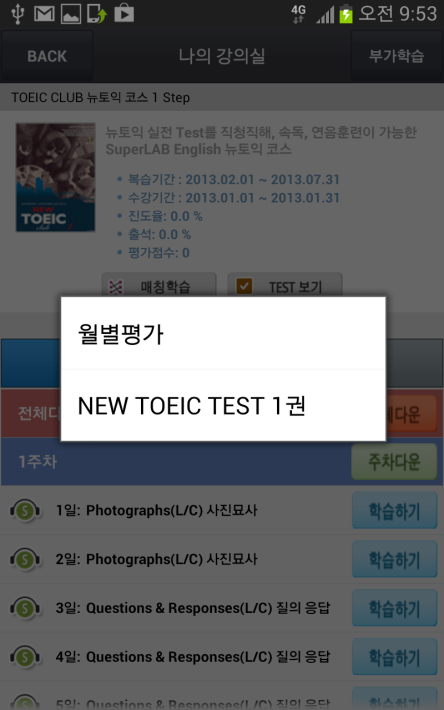 4G 오전 9:53
BACK 나의 강의실 부가학습
TOEIC CLUB 뉴토익 코스 1 Step
뉴토익 실전 Test를 직청직해, 속독, 연음훈련이 가능한
SuperLAB English 뉴토익 코스
• 복습기간 : 2013.02.01 ~ 2013.07.31
• 수강기간 : 2013.01.01 ~ 2013.01.31
• 진도율: 0.0 %
• 출석: 0.0 %
• 평가점수: 0
NEW
TOEIC
club
매칭학습 TEST 보기
월별평가
NEW TOEIC TEST 1권
전체다
다운
1주차 주차다운
1일: Photographs(L/C) 사진묘사 학습하기
2일: Photographs(L/C) 사진묘사 학습하기
3일: Questions & Responses(L/C) 질의 응답 학습하기
4일: Questions & Responses(L/C) 질의 응답 학습하기
5일: Questions & Responses(L/C) 질의 응답 학습하기